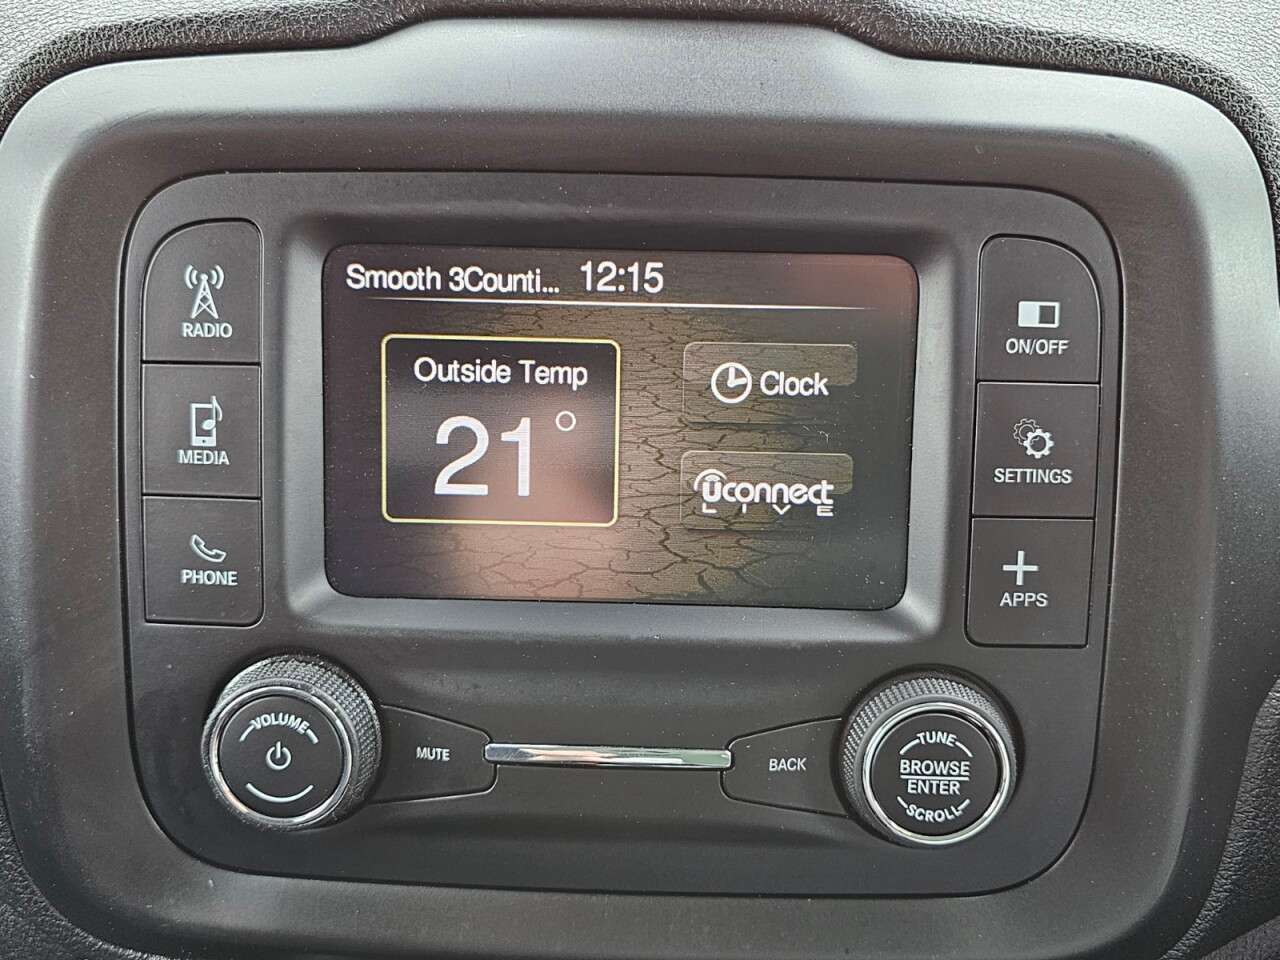 Smooth 3Counti... 12:15
RADIO
MEDIA
PHONE
Outside Temp
21°
Clock
uconnect
LIVE
ON/OFF
SETTINGS
APPS
VOLUME
MUTE
BACK
TUNE
BROWSE
ENTER
SCROLL